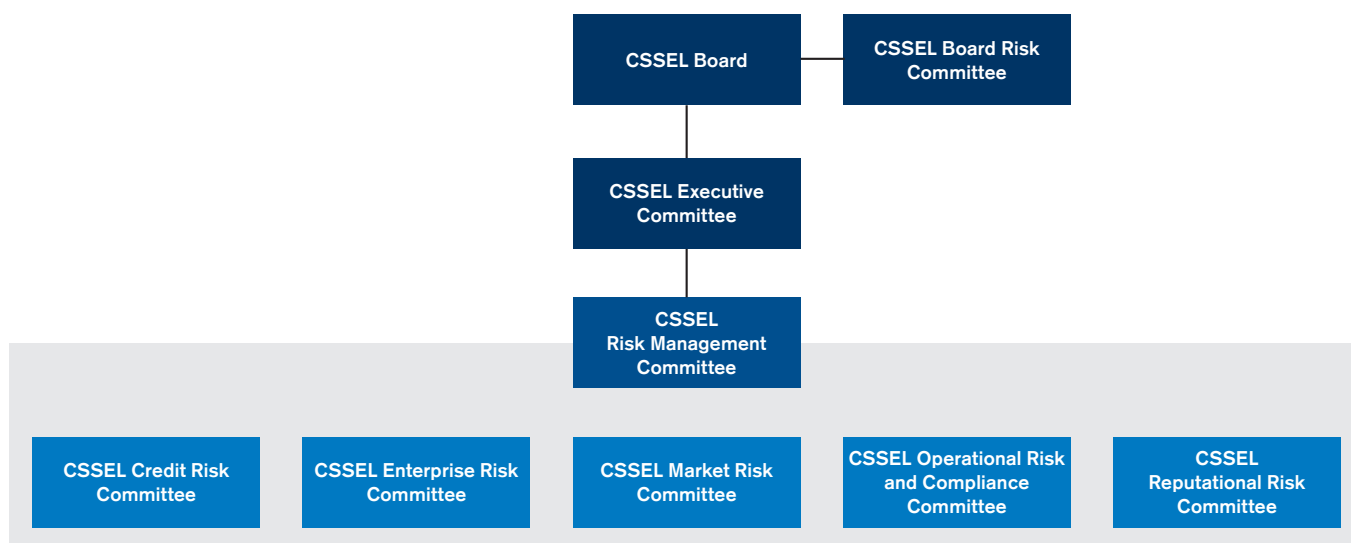 CSSEL Board
CSSEL Board Risk
Committee
CSSEL Executive
Committee
CSSEL
Risk Management
Committee
CSSEL Credit Risk
Committee
CSSEL Enterprise Risk
Committee
CSSEL Market Risk
Committee
CSSEL Operational Risk
and Compliance
Committee
CSSEL
Reputational Risk
Committee